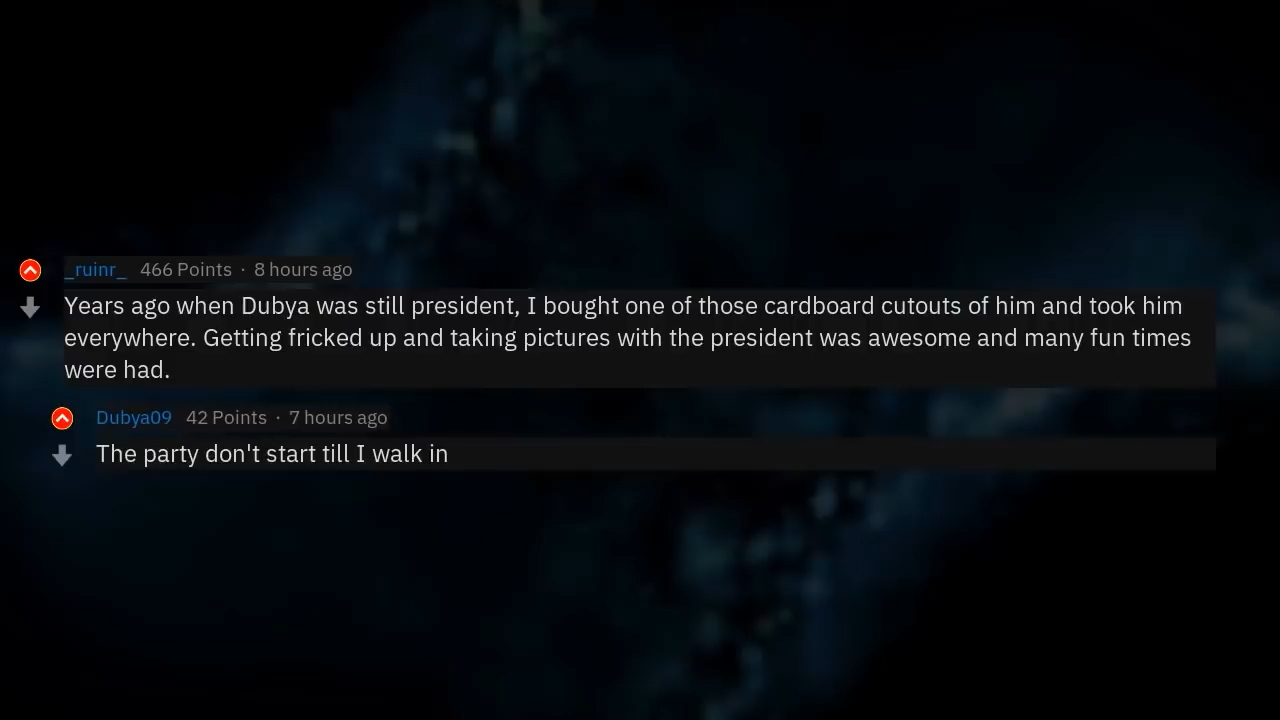 _ruinr_ 466 Points · 8 hours ago
Years ago when Dubya was still president, I bought one of those cardboard cutouts of him and took him
everywhere. Getting fricked up and taking pictures with the president was awesome and many fun times
were had.
Dubya09 42 Points · 7 hours ago
The party don't start till I walk in